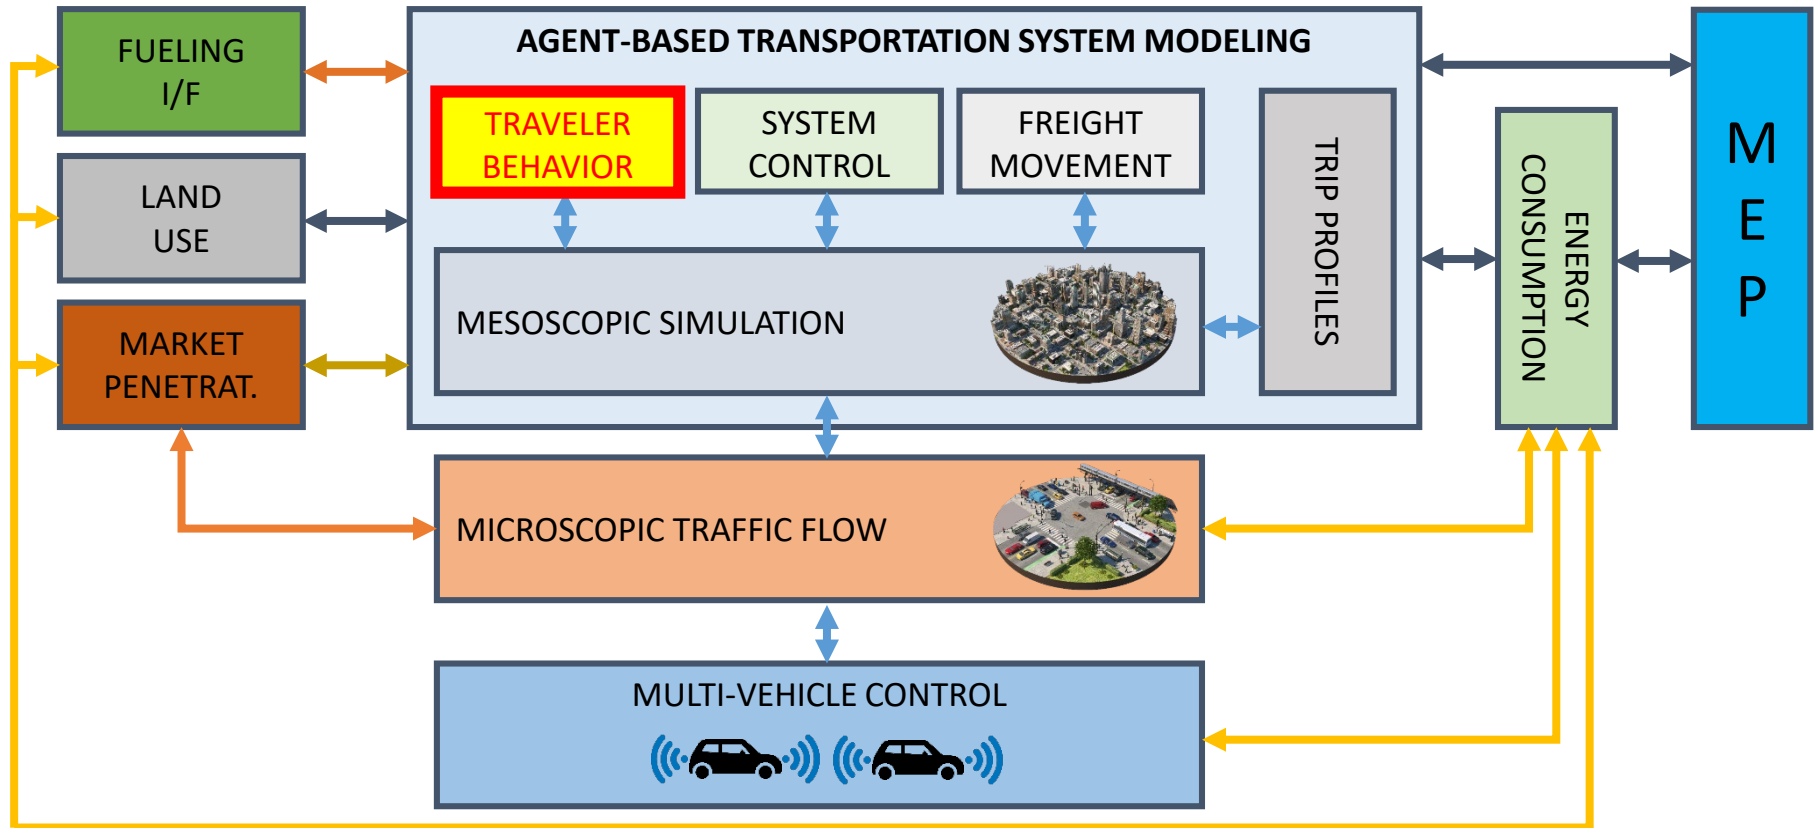 FUELING
I/F
LAND
USE
MARKET
PENETRAT.
AGENT-BASED TRANSPORTATION SYSTEM MODELING
TRAVELER
BEHAVIOR
SYSTEM
CONTROL
FREIGHT
MOVEMENT
TRIP PROFILES
MESOSCOPIC SIMULATION
MICROSCOPIC TRAFFIC FLOW
MULTI-VEHICLE CONTROL
ENERGY
CONSUMPTION
M
E
P